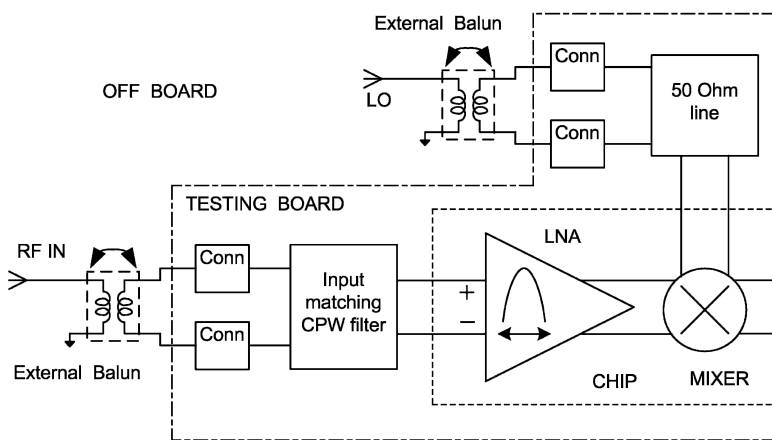 External Balun
OFF BOARD
LO
Conn
Conn
50 Ohm
line
TESTING BOARD
RF IN
Conn
Conn
External Balun
Input
matching
CPW filter
+
−
LNA
CHIP
MIXER